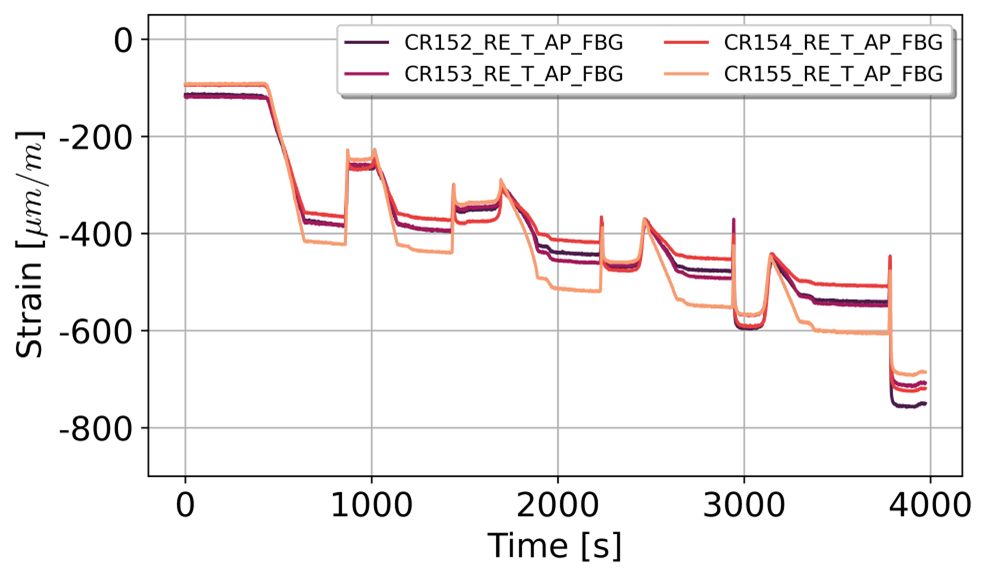 CR152_RE_T_AP_FBG
CR153_RE_T_AP_FBG
CR154_RE_T_AP_FBG
CR155_RE_T_AP_FBG
Strain [μm/m]
0
-200
-400
-600
-800
0 1000 2000 3000 4000
Time [s]